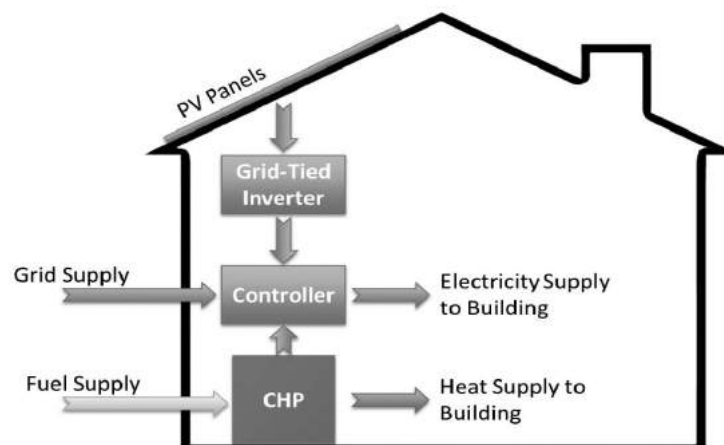 PV Panels
Grid-Tied
Inverter
Grid Supply
Controller
Electricity Supply
to Building
Fuel Supply
CHP
Heat Supply to
Building